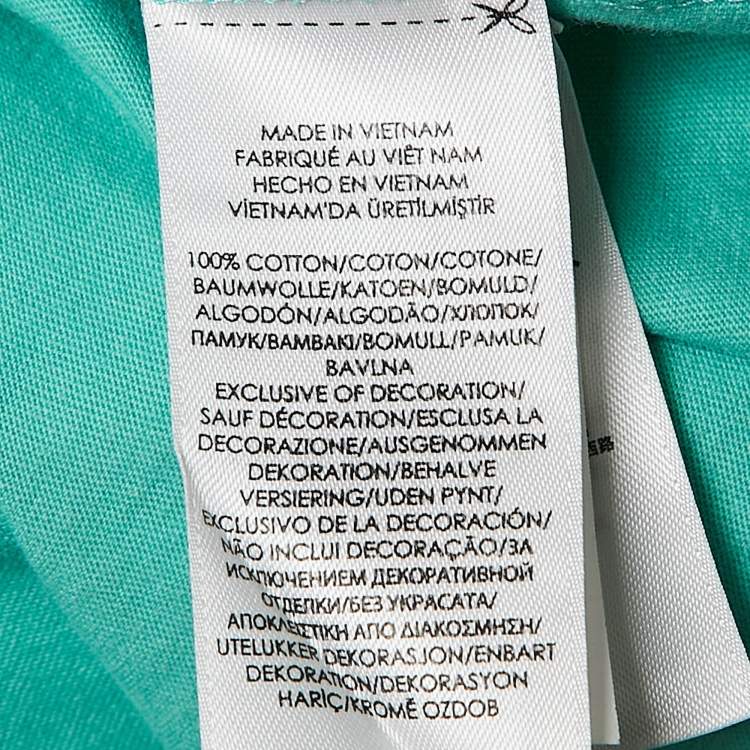 MADE IN VIETNAM
FABRIQUÉ AU VIÊT NAM
HECHO EN VIETNAM
VİETNAM'DA ÜRETİLMİŞTİR
100% COTTON/COTON/COTONE/
BAUMWOLLE/KATOEN/BOMULD/
ALGODÓN/ALGODÃO/ХЛОПОК/
ПАМУК/ΒΑΜΒΑΚΙ/BOMULL/PAMUK/
BAVLNA
EXCLUSIVE OF DECORATION/
SAUF DÉCORATION/ESCLUSA LA
DECORAZIONE/AUSGENOMMEN
DEKORATION/BEHALVE
VERSIERING/UDEN PYNT/
EXCLUSIVO DE LA DECORACIÓN/
NÃO INCLUI DECORAÇÃO/ЗА
ИСКЛЮЧЕНИЕМ ДЕКОРАТИВНОЙ
ОТДЕЛКИ/БЕЗ УКРАСАТА/
ΑΠΟΚΛΕΙΣΤΙΚΗ ΑΠΟ ΔΙΑΚΟΣΜΗΣΗ/
UTELUKKER DEKORASJON/ENBART
DEKORATION/DEKORASYON
HARİÇ/KROMĚ OZDOB
西路